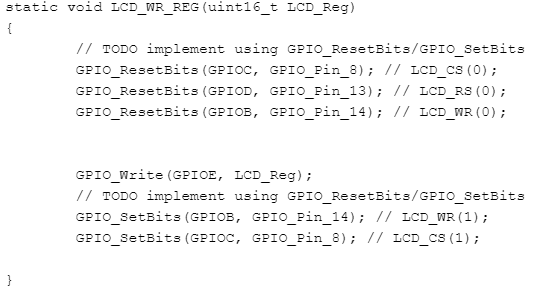 static void LCD_WR_REG(uint16_t LCD_Reg)
{
        // TODO implement using GPIO_ResetBits/GPIO_SetBits
        GPIO_ResetBits(GPIOC, GPIO_Pin_8); // LCD_CS(0);
        GPIO_ResetBits(GPIOD, GPIO_Pin_13); // LCD_RS(0);
        GPIO_ResetBits(GPIOB, GPIO_Pin_14); // LCD_WR(0);


        GPIO_Write(GPIOE, LCD_Reg);
        // TODO implement using GPIO_ResetBits/GPIO_SetBits
        GPIO_SetBits(GPIOB, GPIO_Pin_14); // LCD_WR(1);
        GPIO_SetBits(GPIOC, GPIO_Pin_8); // LCD_CS(1);

}